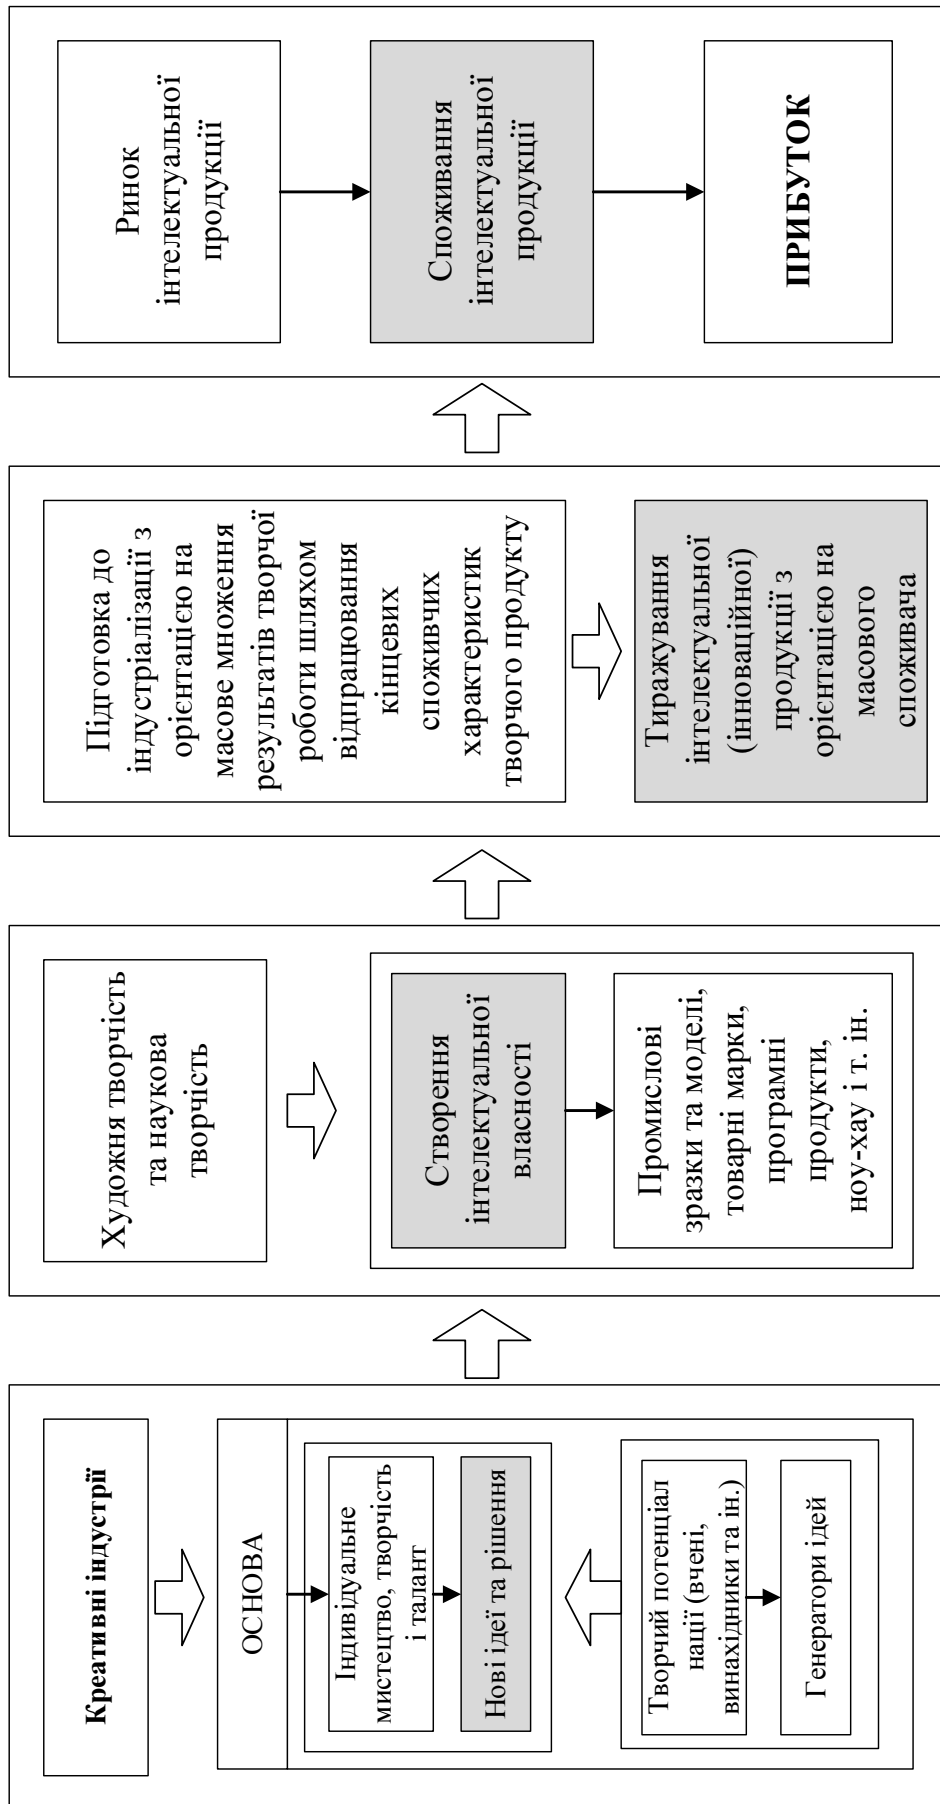 Креативні індустрії
ОСНОВА
Індивідуальне
мистецтво, творчість
і талант
Нові ідеї та рішення
Творчий потенціал
нації (вчені,
винахідники та ін.)
Генератори ідей
Художня творчість
та наукова
творчість
Створення
інтелектуальної
власності
Промислові
зразки та моделі,
товарні марки,
програмні
продукти,
ноу-хау і т. ін.
Підготовка до
індустріалізації з
орієнтацією на
масове множення
результатів творчої
роботи шляхом
відпрацювання
кінцевих
споживчих
характеристик
творчого продукту
Тиражування
інтелектуальної
(інноваційної)
продукції з
орієнтацією на
масового
споживача
Ринок
інтелектуальної
продукції
Споживання
інтелектуальної
продукції
ПРИБУТОК